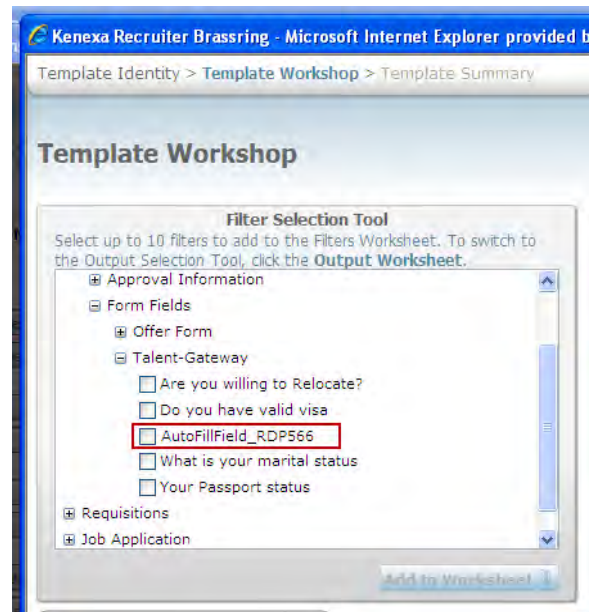 Kenexa Recruiter Brassring - Microsoft Internet Explorer provided b
Template Identity > Template Workshop > Template Summary
Template Workshop
Filter Selection Tool
Select up to 10 filters to add to the Filters Worksheet. To switch to
the Output Selection Tool, click the Output Worksheet.
Approval Information
Form Fields
Offer Form
Talent-Gateway
Are you willing to Relocate?
Do you have valid visa
AutoFillField_RDP566
What is your marital status
Your Passport status
Requisitions
Job Application
Add to Worksheet